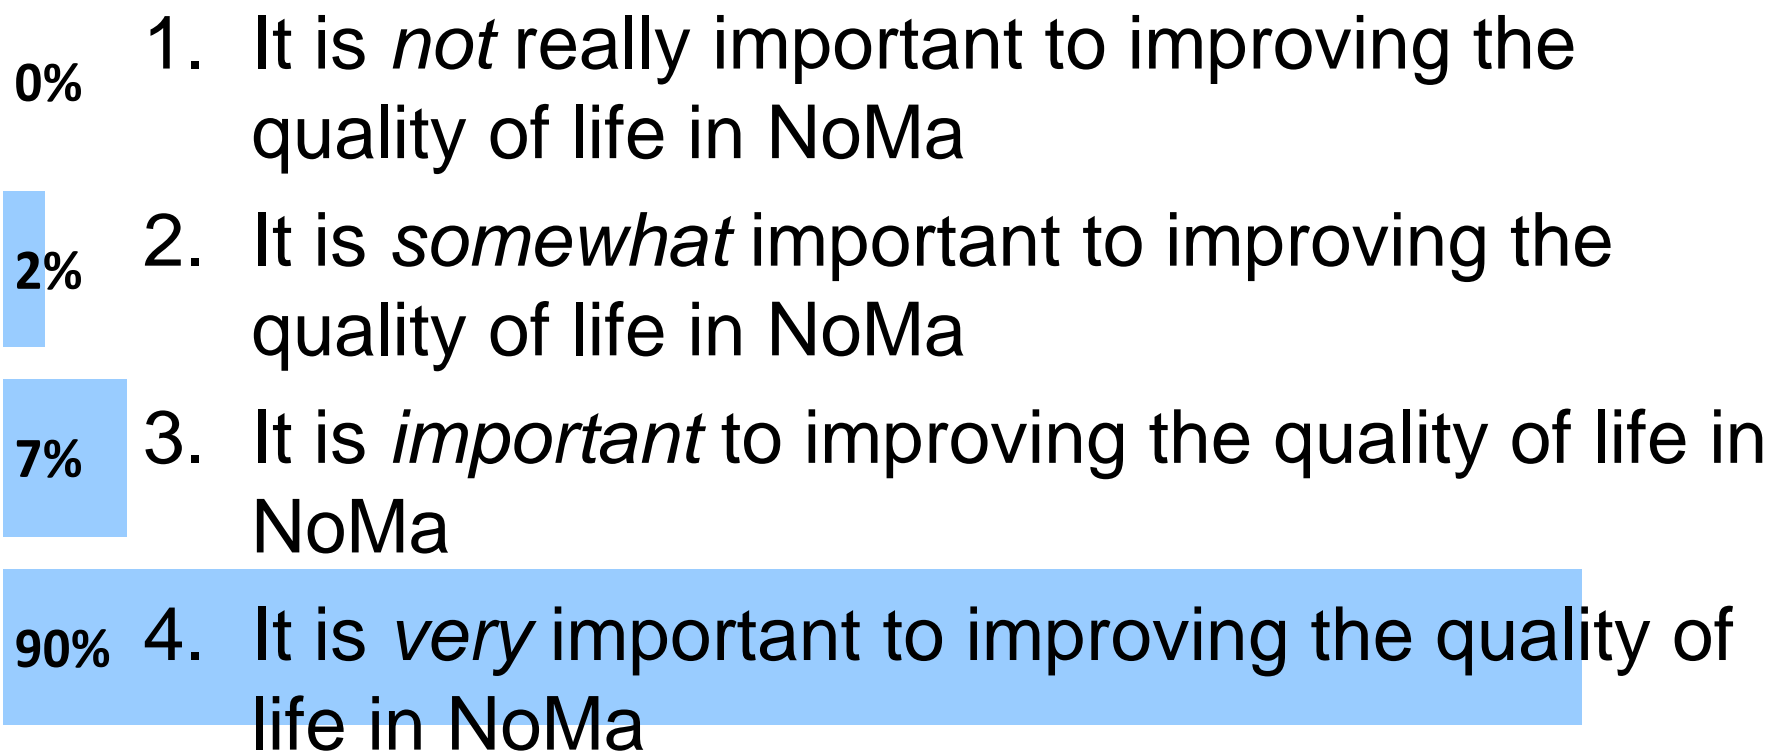 0% 1. It is not really important to improving the
quality of life in NoMa
2% 2. It is somewhat important to improving the
quality of life in NoMa
7% 3. It is important to improving the quality of life in
NoMa
90% 4. It is very important to improving the quality of
life in NoMa